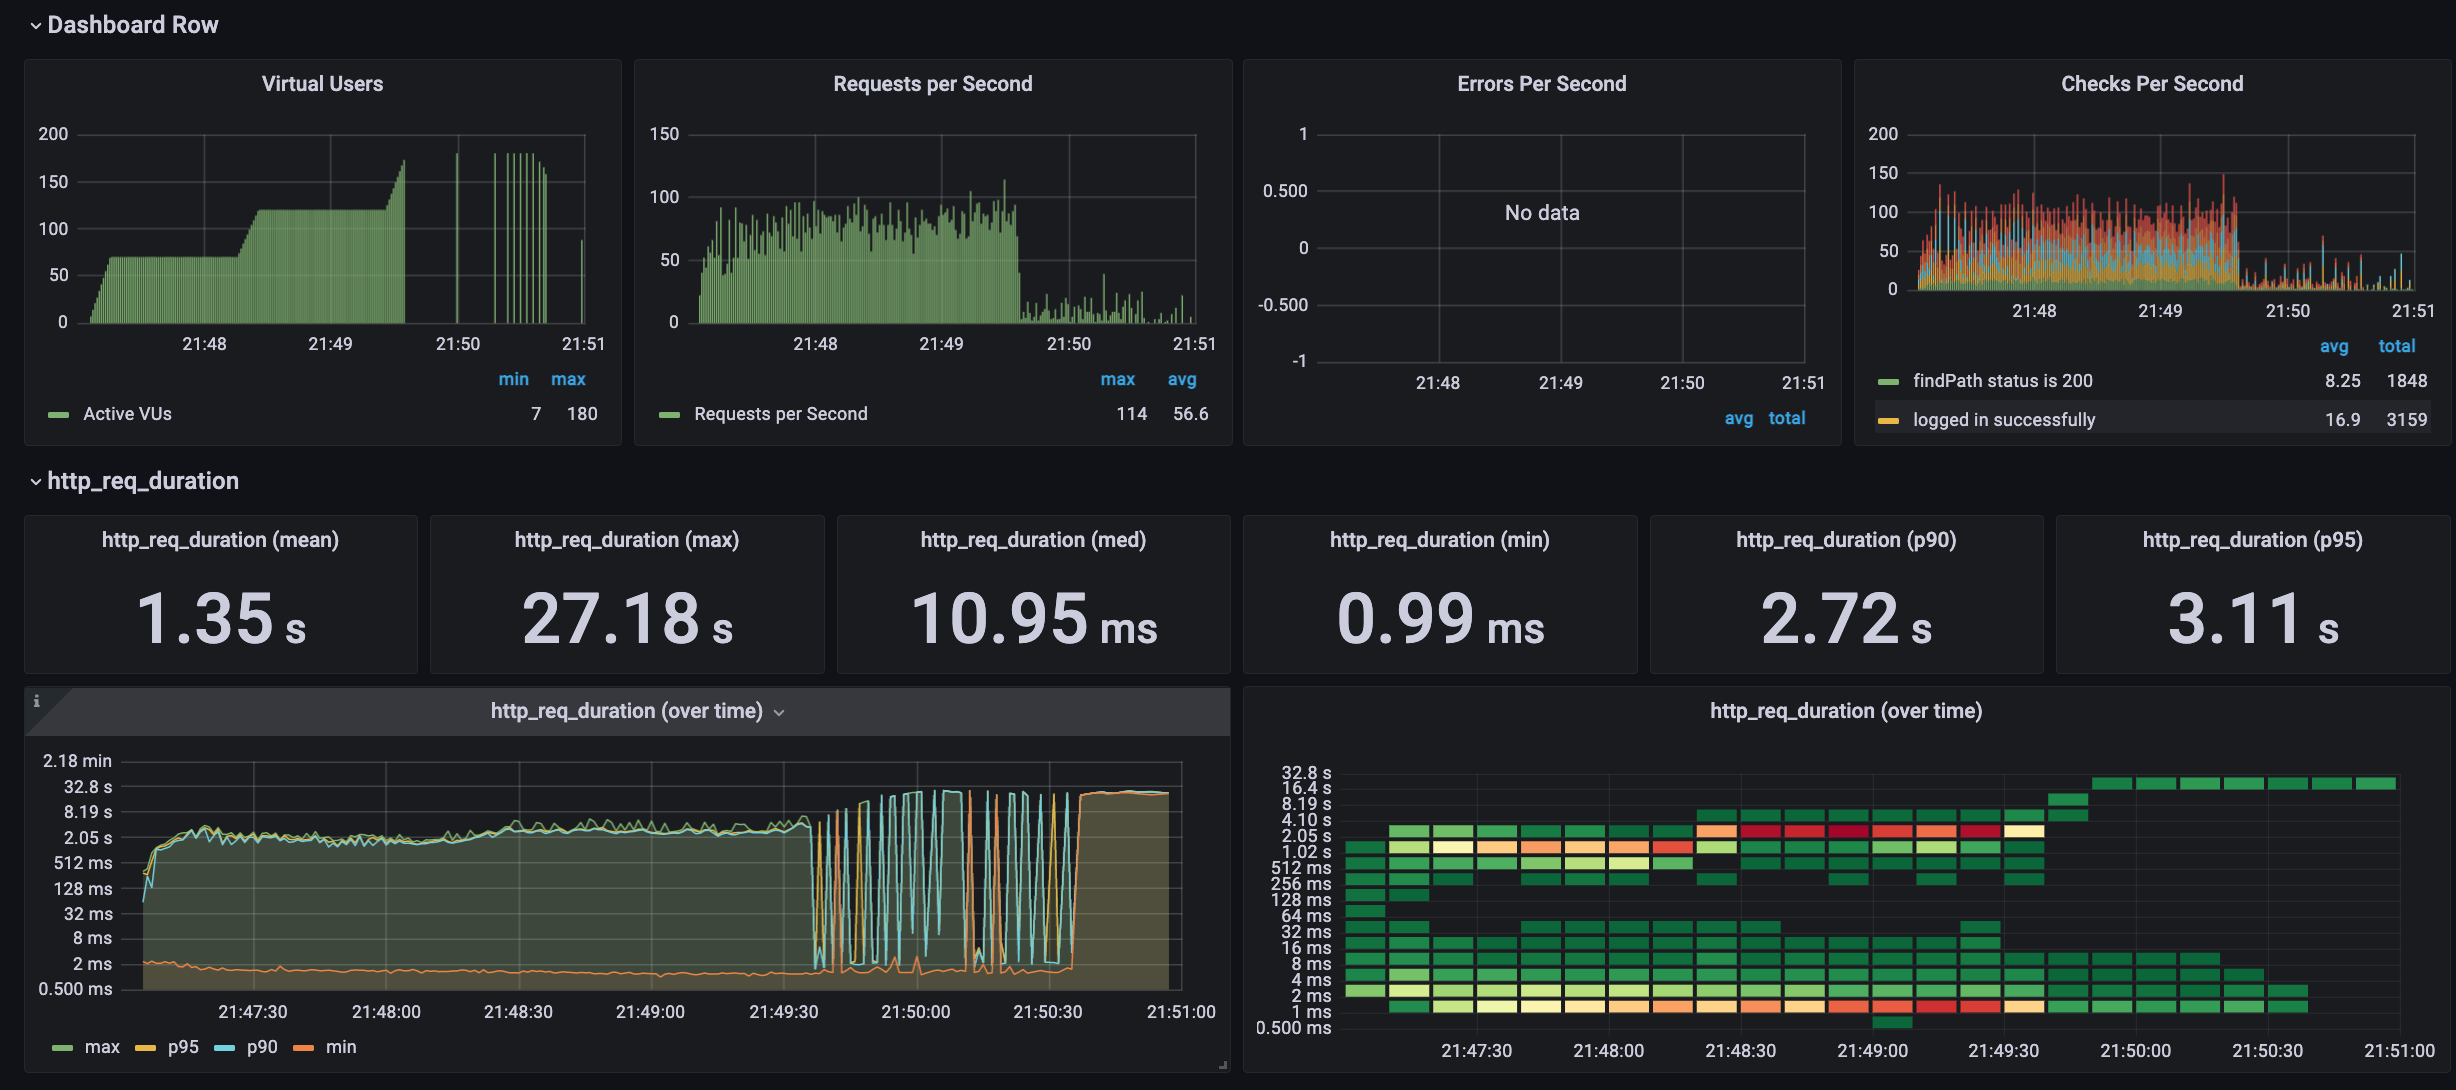 Dashboard Row
Virtual Users
200
150
100
50
0
21:48 21:49 21:50 21:51
min max
Active VUs 7 180
Requests per Second
150
100
50
0
21:48 21:49 21:50 21:51
max avg
Requests per Second 114 56.6
Errors Per Second
1
0.500
0
-0.500
-1
No data
21:48 21:49 21:50 21:51
avg total
Checks Per Second
200
150
100
50
0
21:48 21:49 21:50 21:51
avg total
findPath status is 200 8.25 1848
logged in successfully 16.9 3159
http_req_duration
http_req_duration (mean)
1.35 s
http_req_duration (max)
27.18 s
http_req_duration (med)
10.95 ms
http_req_duration (min)
0.99 ms
http_req_duration (p90)
2.72 s
http_req_duration (p95)
3.11 s
i
http_req_duration (over time)
2.18 min
32.8 s
8.19 s
2.05 s
512 ms
128 ms
32 ms
8 ms
2 ms
0.500 ms
21:47:30 21:48:00 21:48:30 21:49:00 21:49:30 21:50:00 21:50:30 21:51:00
max p95 p90 min
http_req_duration (over time)
32.8 s
16.4 s
8.19 s
4.10 s
2.05 s
1.02 s
512 ms
256 ms
128 ms
64 ms
32 ms
16 ms
8 ms
4 ms
2 ms
1 ms
0.500 ms
21:47:30 21:48:00 21:48:30 21:49:00 21:49:30 21:50:00 21:50:30 21:51:00